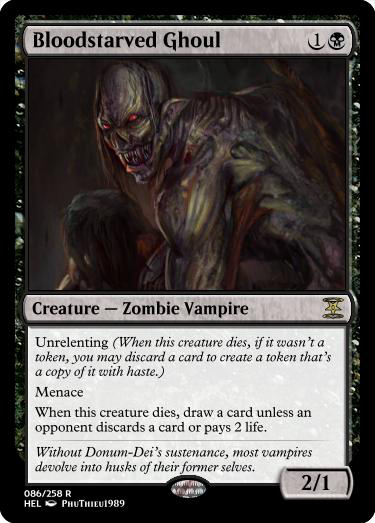 Bloodstarved Ghoul 1
Creature — Zombie Vampire
Unrelenting (When this creature dies, if it wasn't a
token, you may discard a card to create a token that's
a copy of it with haste.)
Menace
When this creature dies, draw a card unless an
opponent discards a card or pays 2 life.
Without Donum-Dei's sustenance, most vampires
devolve into husks of their former selves.
2/1
086/258 R
HEL PhuThieu1989